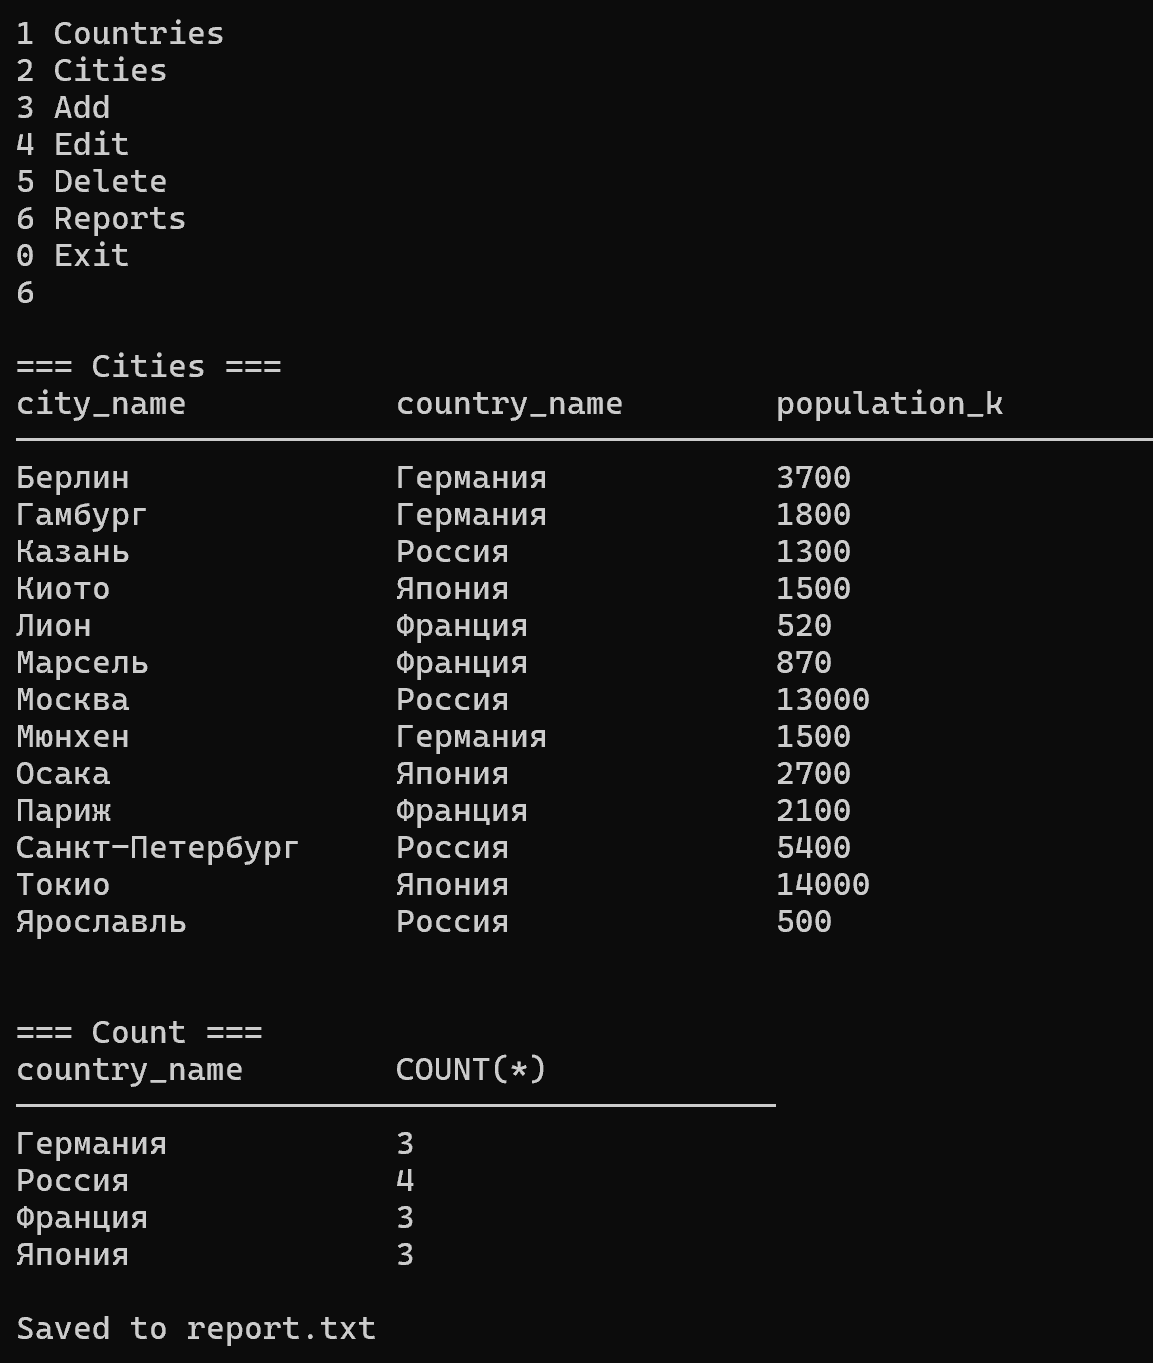 1 Countries
2 Cities
3 Add
4 Edit
5 Delete
6 Reports
0 Exit
6
=== Cities ===
city_name country_name population_k
Берлин Германия 3700
Гамбург Германия 1800
Казань Россия 1300
Киото Япония 1500
Лион Франция 520
Марсель Франция 870
Москва Россия 13000
Мюнхен Германия 1500
Осака Япония 2700
Париж Франция 2100
Санкт-Петербург Россия 5400
Токио Япония 14000
Ярославль Россия 500
=== Count ===
country_name COUNT(*)
Германия 3
Россия 4
Франция 3
Япония 3
Saved to report.txt